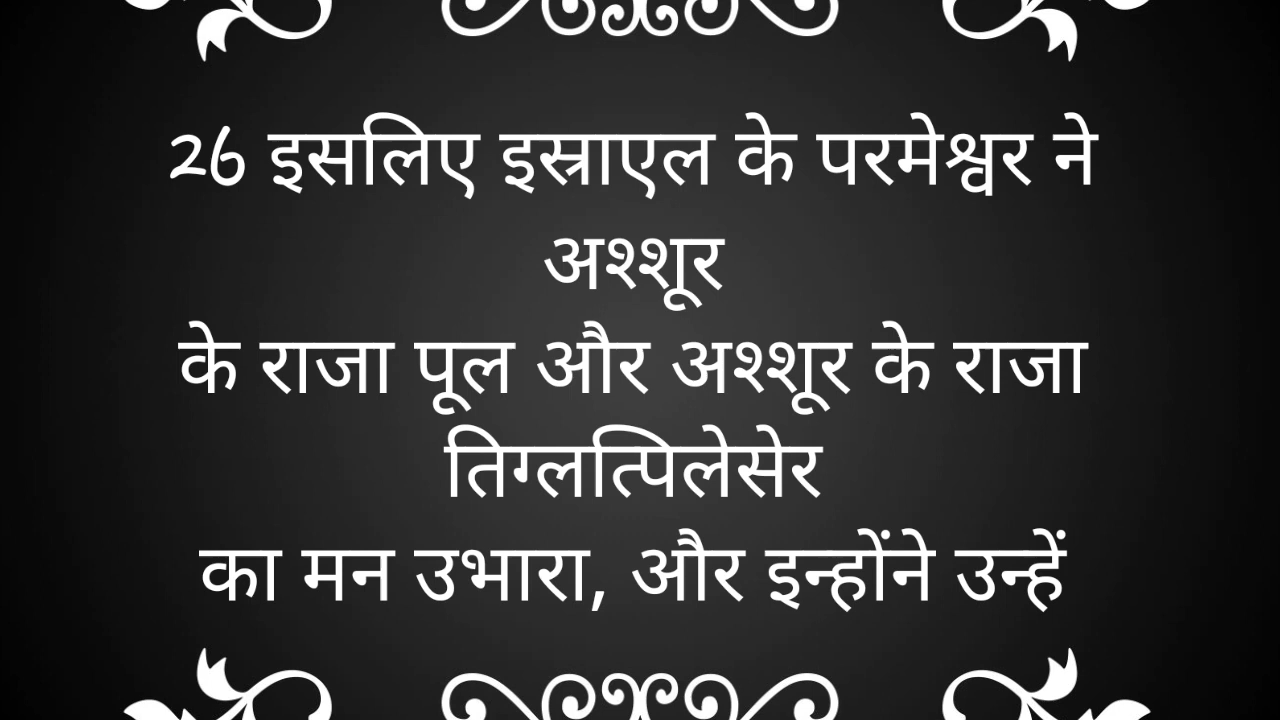 26 इसलिए इस्राएल के परमेश्वर ने
अश्शूर
के राजा पूल और अश्शूर के राजा
तिग्लत्पिलेसेर
का मन उभारा, और इन्होंने उन्हें